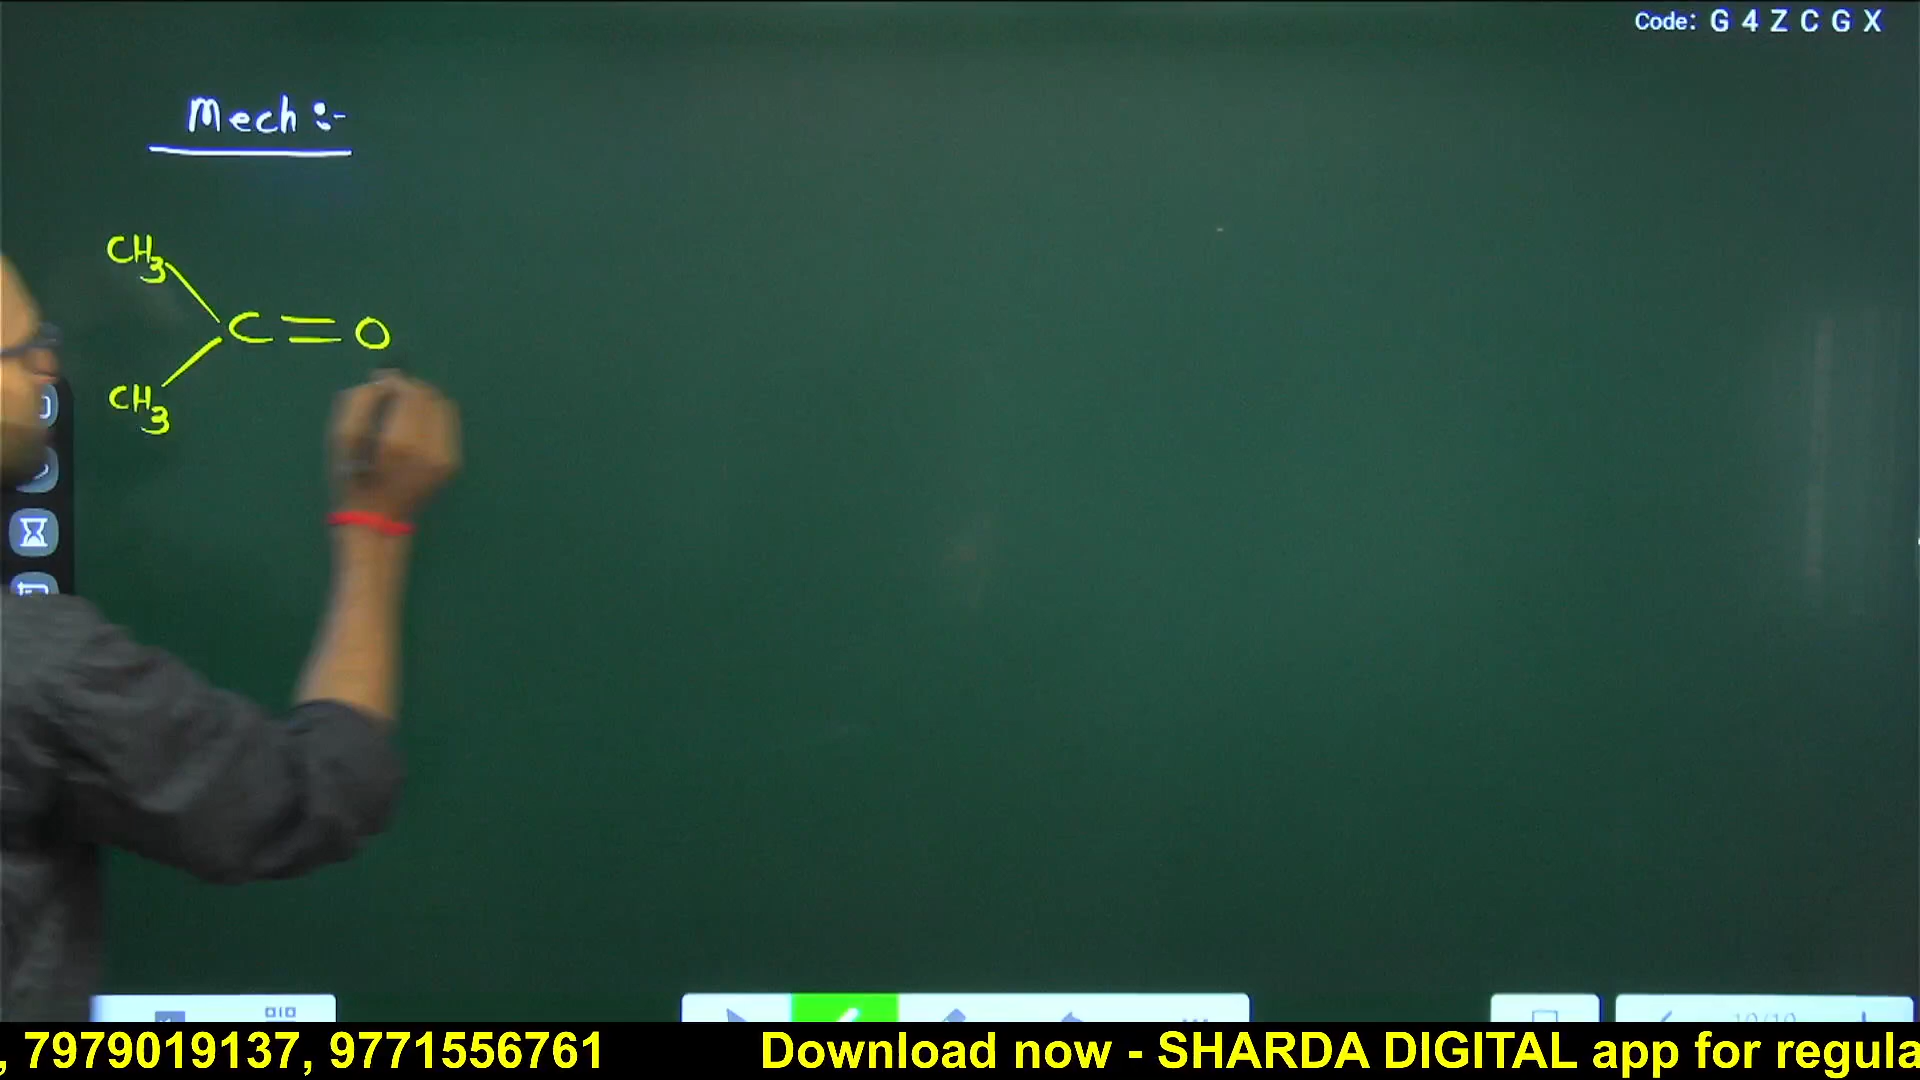 Code: G 4 Z C G X
Mech :-
CH3
C = O
CH3
, 7979019137, 9771556761 Download now - SHARDA DIGITAL app for regula